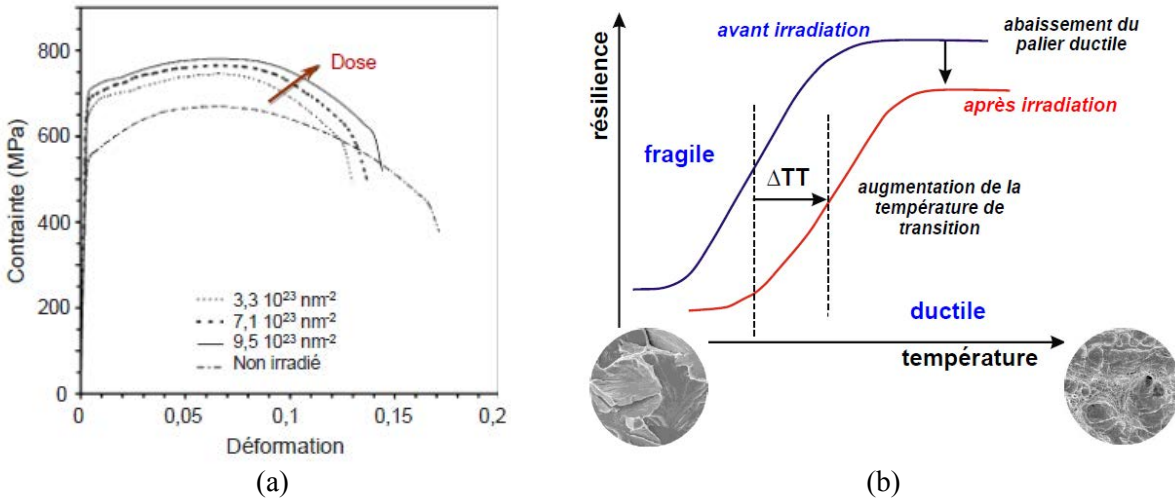 Contrainte (MPa)
800
600
400
200
0
Dose
3,3 10²³ nm⁻²
7,1 10²³ nm⁻²
9,5 10²³ nm⁻²
Non irradié
0
0,05
0,1
0,15
0,2
Déformation
(a)
résilience
avant irradiation
abaissement du
palier ductile
après irradiation
fragile
ΔTT
augmentation de la
température de
transition
ductile
température
(b)